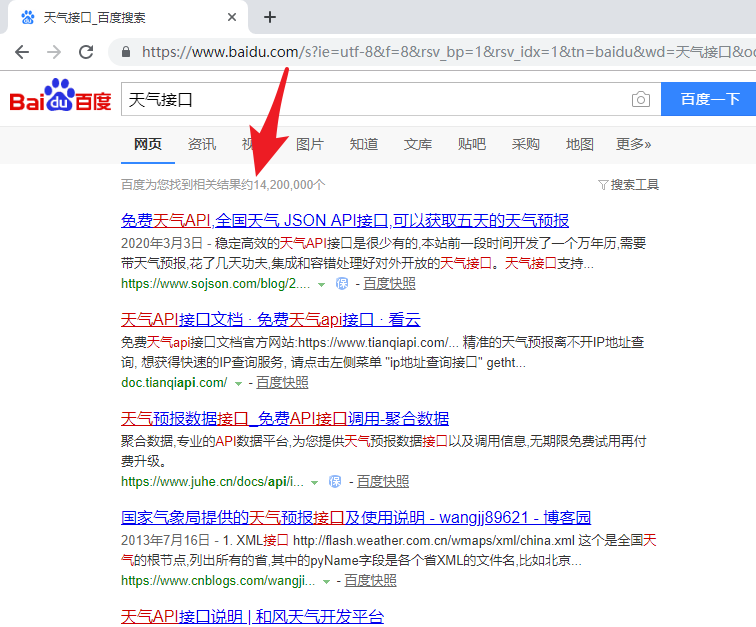 天气接口_百度搜索
https://www.baidu.com/s?ie=utf-8&f=8&rsv_bp=1&rsv_idx=1&tn=baidu&wd=天气接口&
Bai du 百度
天气接口
百度一下
网页 资讯 图片 知道 文库 贴吧 采购 地图 更多»
百度为您找到相关结果约14,200,000个
搜索工具
免费天气API,全国天气 JSON API接口,可以获取五天的天气预报
2020年3月3日 - 稳定高效的天气API接口是很少有的,本站前一段时间开发了一个万年历,需要
带天气预报,花了几天功夫,集成和容错处理好对外开放的天气接口。天气接口支持...
https://www.sojson.com/blog/2.... 保 - 百度快照
天气API接口文档 · 免费天气api接口 · 看云
免费天气api接口文档官方网站:https://www.tianqiapi.com/... 精准的天气预报离不开IP地址查
询, 想获得快速的IP查询服务, 请点击左侧菜单 "ip地址查询接口" getht...
doc.tianqiapi.com/ - 百度快照
天气预报数据接口_免费API接口调用-聚合数据
聚合数据,专业的API数据平台,为您提供天气预报数据接口以及调用信息,无期限免费试用再付
费升级。
https://www.juhe.cn/docs/api/i... 保 - 百度快照
国家气象局提供的天气预报接口及使用说明 - wangjj89621 - 博客园
2013年7月16日 - 1. XML接口 http://flash.weather.com.cn/wmaps/xml/china.xml 这个是全国天
气的根节点,列出所有的省,其中的pyName字段是各个省XML的文件名,比如北京...
https://www.cnblogs.com/wangji... - 百度快照
天气API接口说明 | 和风天气开发平台